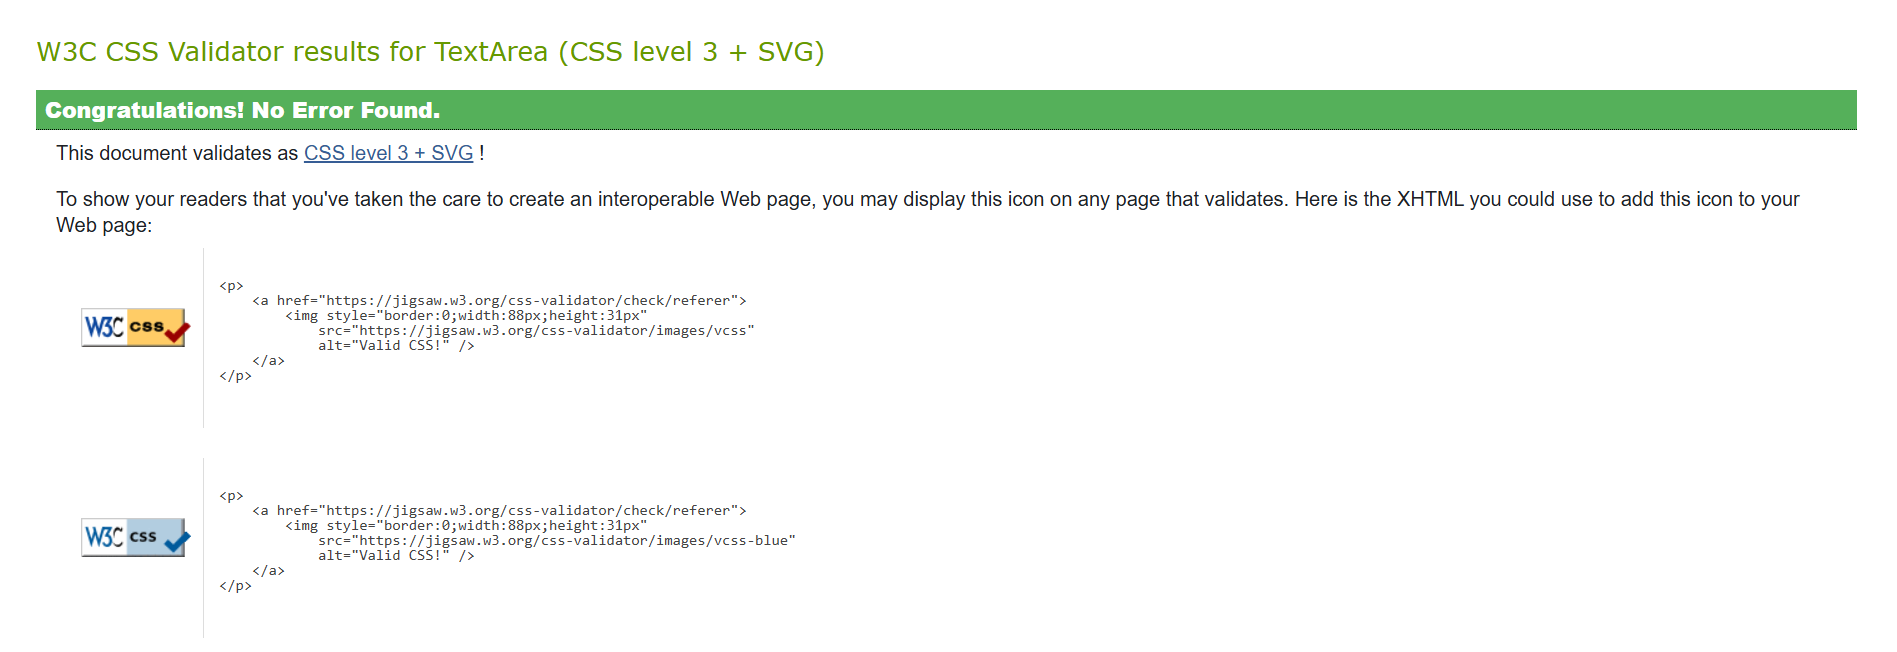 W3C CSS Validator results for TextArea (CSS level 3 + SVG)
Congratulations! No Error Found.
This document validates as CSS level 3 + SVG !
To show your readers that you've taken the care to create an interoperable Web page, you may display this icon on any page that validates. Here is the XHTML you could use to add this icon to your
Web page:
W3C css
<p>
    <a href="https://jigsaw.w3.org/css-validator/check/referer">
        <img style="border:0;width:88px;height:31px"
            src="https://jigsaw.w3.org/css-validator/images/vcss"
            alt="Valid CSS!" />
    </a>
</p>
W3C css
<p>
    <a href="https://jigsaw.w3.org/css-validator/check/referer">
        <img style="border:0;width:88px;height:31px"
            src="https://jigsaw.w3.org/css-validator/images/vcss-blue"
            alt="Valid CSS!" />
    </a>
</p>